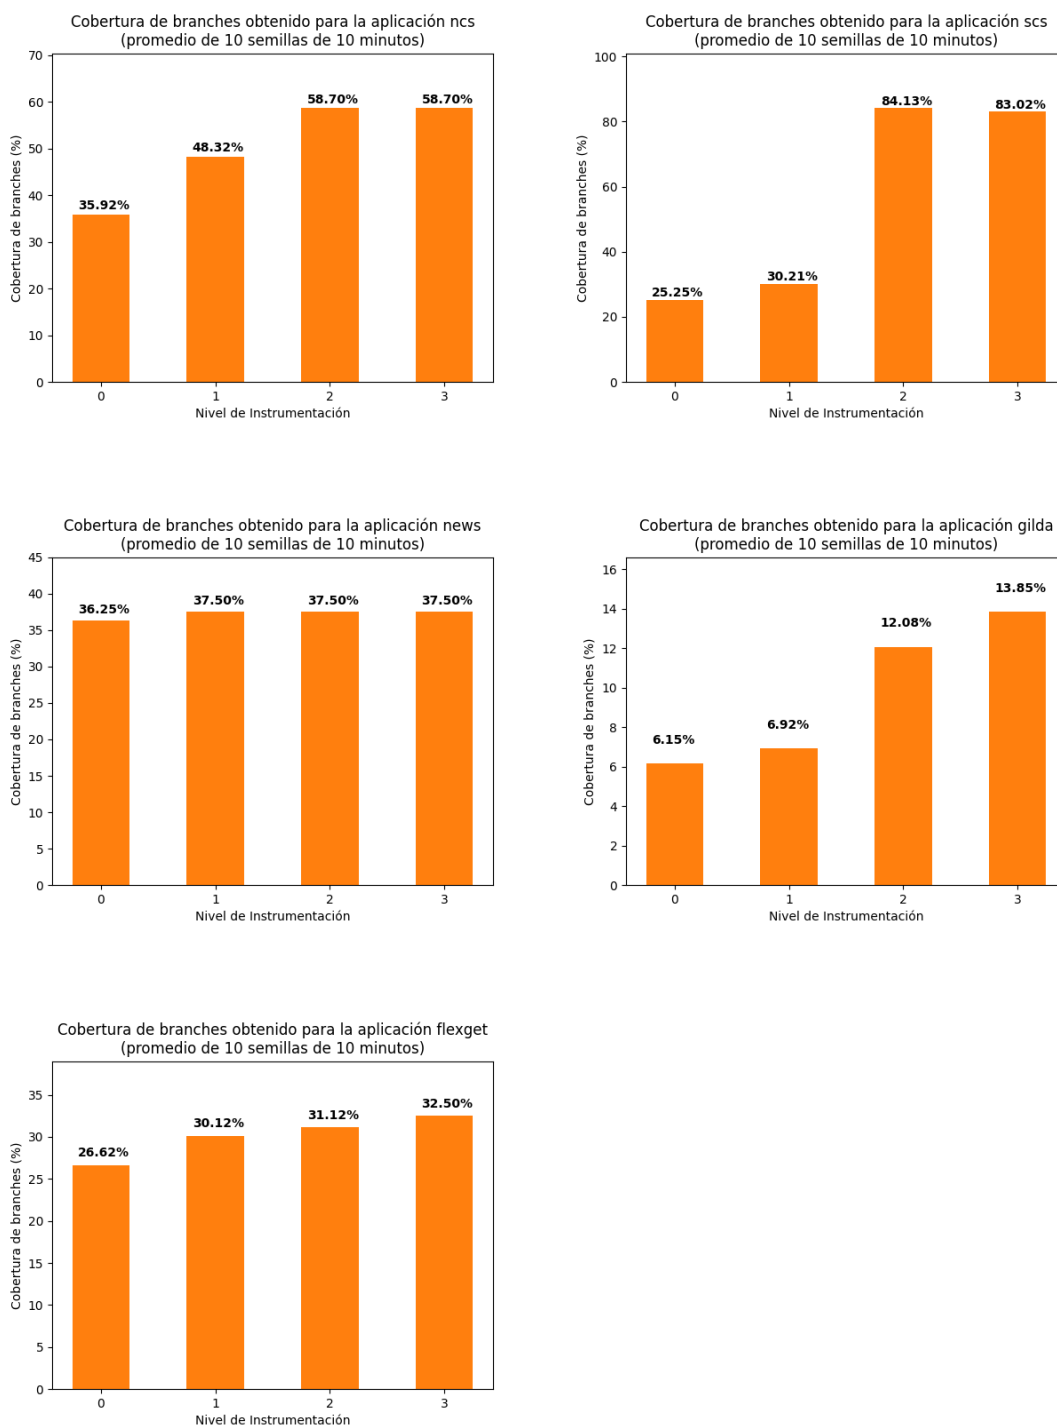 Cobertura de branches obtenido para la aplicación ncs
(promedio de 10 semillas de 10 minutos)
Cobertura de branches (%)
70
60
50
40
30
20
10
0
35.92%
48.32%
58.70%
58.70%
0 1 2 3
Nivel de Instrumentación
Cobertura de branches obtenido para la aplicación scs
(promedio de 10 semillas de 10 minutos)
Cobertura de branches (%)
100
80
60
40
20
0
25.25%
30.21%
84.13%
83.02%
0 1 2 3
Nivel de Instrumentación
Cobertura de branches obtenido para la aplicación news
(promedio de 10 semillas de 10 minutos)
Cobertura de branches (%)
45
40
35
30
25
20
15
10
5
0
36.25%
37.50%
37.50%
37.50%
0 1 2 3
Nivel de Instrumentación
Cobertura de branches obtenido para la aplicación gilda
(promedio de 10 semillas de 10 minutos)
Cobertura de branches (%)
16
14
12
10
8
6
4
2
0
6.15%
6.92%
12.08%
13.85%
0 1 2 3
Nivel de Instrumentación
Cobertura de branches obtenido para la aplicación flexget
(promedio de 10 semillas de 10 minutos)
Cobertura de branches (%)
35
30
25
20
15
10
5
0
26.62%
30.12%
31.12%
32.50%
0 1 2 3
Nivel de Instrumentación